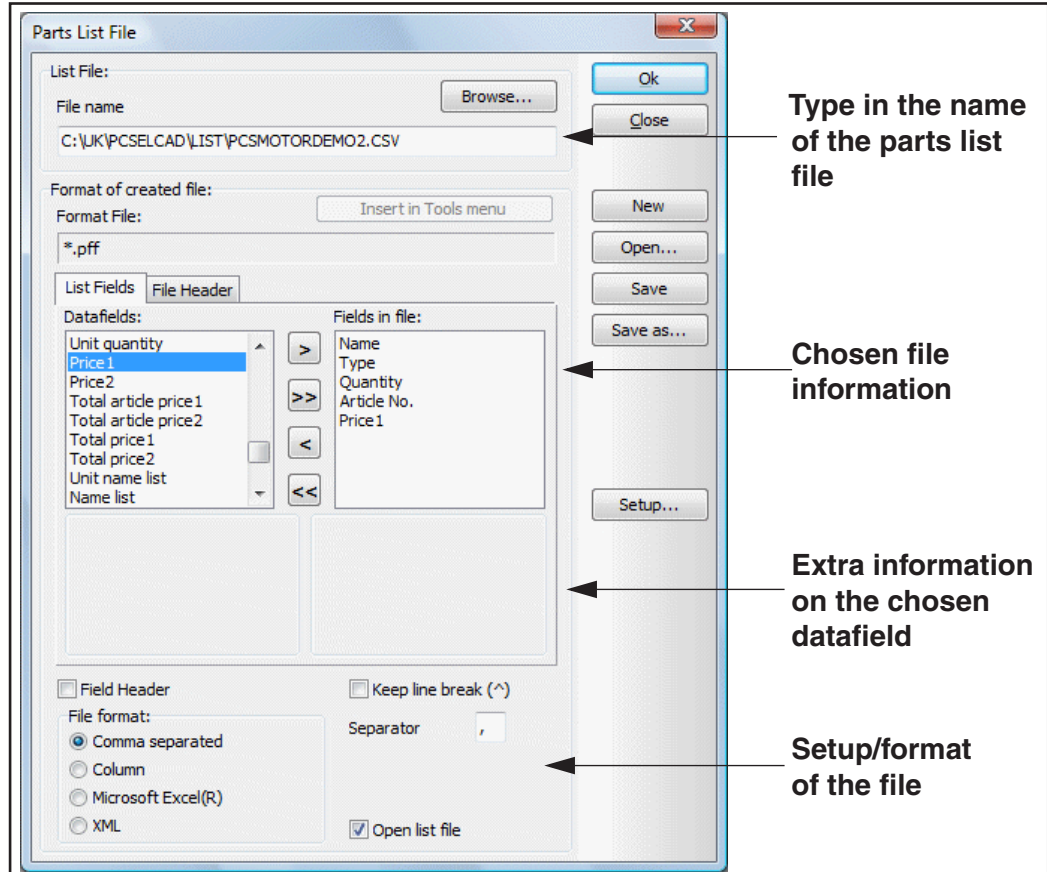 Parts List File
List File:
File name
Browse...
C:\UK\PCSELCAD\LIST\PCSMOTORDEMO2.CSV
Ok
Close
Type in the name
of the parts list
file
Format of created file:
Format File:
Insert in Tools menu
*.pff
New
Open...
Save
Save as...
Setup...
List Fields
File Header
Datafields:
Unit quantity
Price1
Price2
Total article price1
Total article price2
Total price1
Total price2
Unit name list
Name list
>
>>
<
<<
Fields in file:
Name
Type
Quantity
Article No.
Price1
Chosen file
information
Extra information
on the chosen
datafield
Field Header
Keep line break (^)
File format:
Comma separated
Column
Microsoft Excel(R)
XML
Separator ,
Open list file
Setup/format
of the file